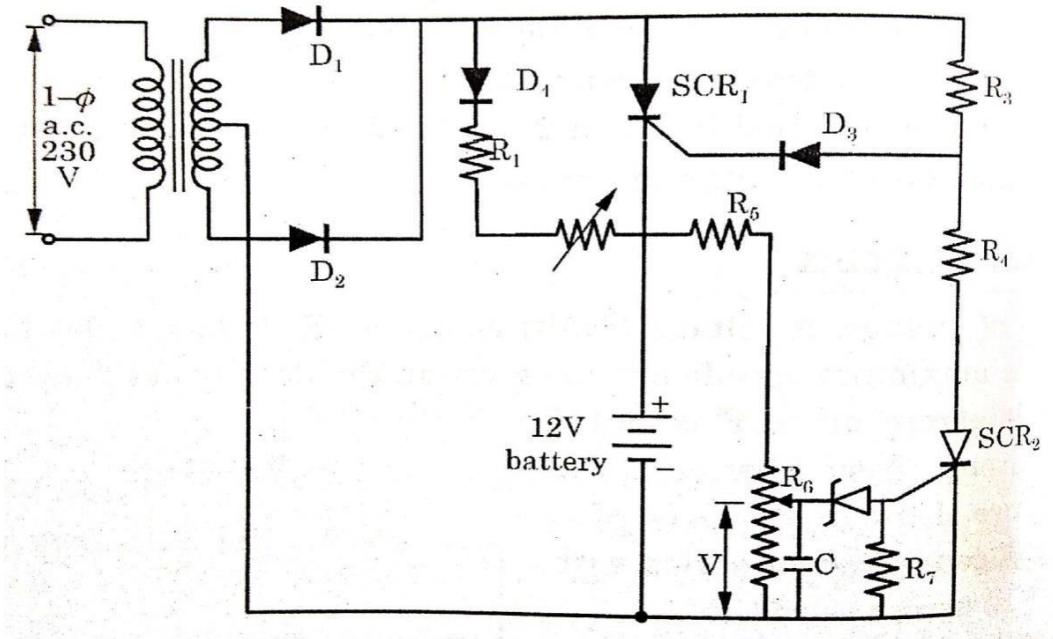 1–ϕ
a.c.
230
V
D₁
D₂
D₄
R₁
SCR₁
D₃
R₃
R₅
R₄
12V
battery
+
−
SCR₂
R₆
V
C
R₇